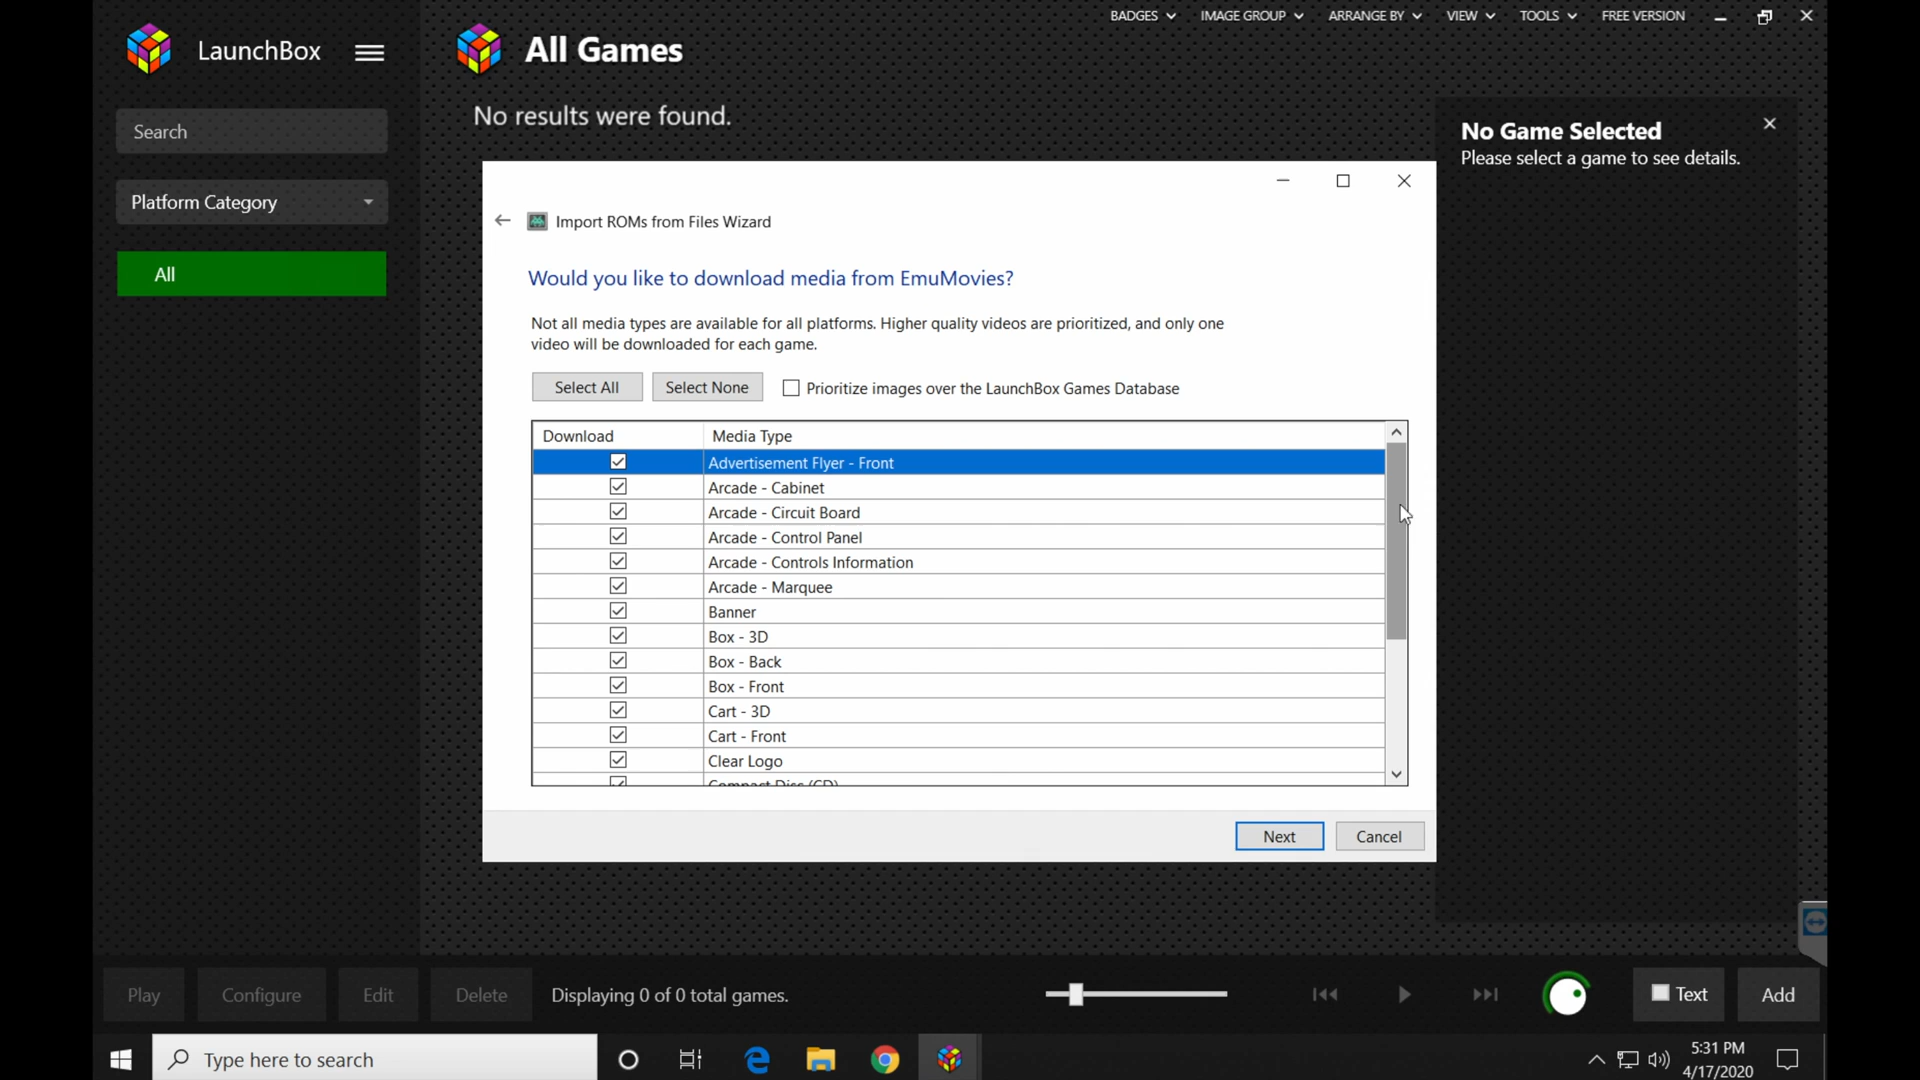 BADGES
IMAGE GROUP
ARRANGE BY
VIEW
TOOLS
FREE VERSION
LaunchBox
All Games
Search
No results were found.
No Game Selected
Please select a game to see details.
Platform Category
All
Import ROMs from Files Wizard
Would you like to download media from EmuMovies?
Not all media types are available for all platforms. Higher quality videos are prioritized, and only one
video will be downloaded for each game.
Select All
Select None
Prioritize images over the LaunchBox Games Database
Download
Media Type
Advertisement Flyer - Front
Arcade - Cabinet
Arcade - Circuit Board
Arcade - Control Panel
Arcade - Controls Information
Arcade - Marquee
Banner
Box - 3D
Box - Back
Box - Front
Cart - 3D
Cart - Front
Clear Logo
Compact Disc (CD)
Next
Cancel
Play
Configure
Edit
Delete
Displaying 0 of 0 total games.
Text
Add
Type here to search
5:31 PM
4/17/2020